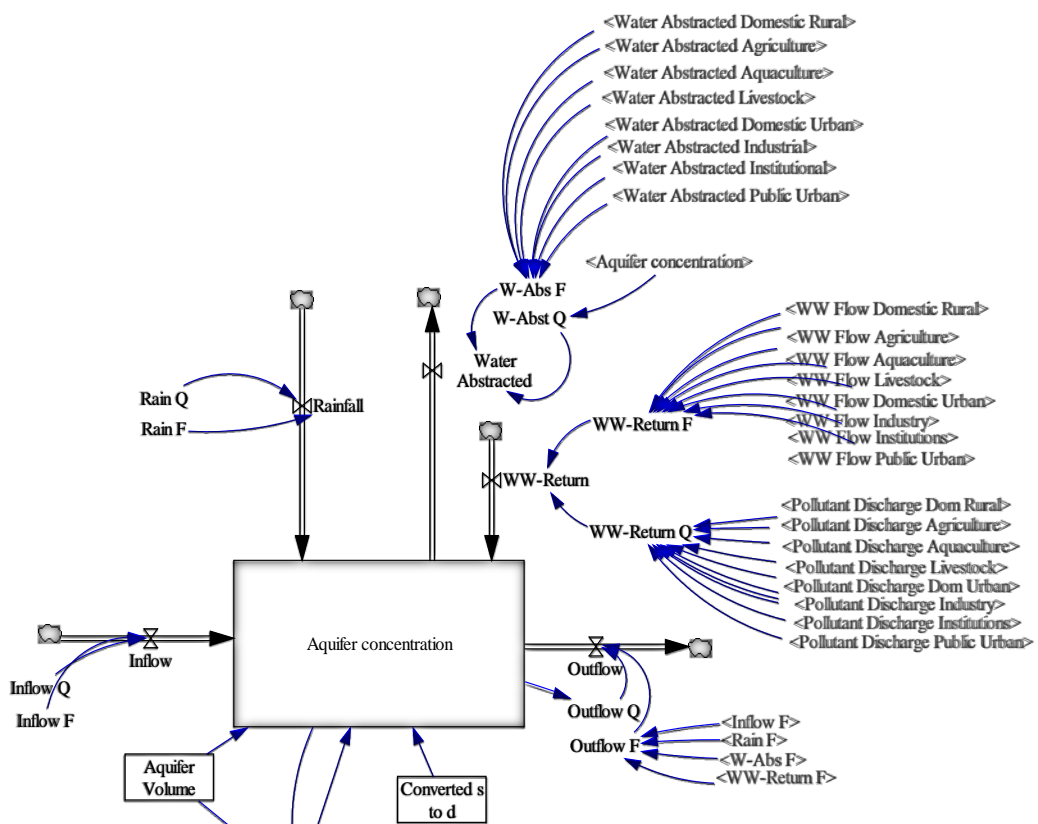 <Water Abstracted Domestic Rural>
<Water Abstracted Agriculture>
<Water Abstracted Aquaculture>
<Water Abstracted Livestock>
<Water Abstracted Domestic Urban>
<Water Abstracted Industrial>
<Water Abstracted Institutional>
<Water Abstracted Public Urban>
<Aquifer concentration>
W-Abs F
W-Abst Q
Water
Abstracted
Rain Q
Rain F
Rainfall
<WW Flow Domestic Rural>
<WW Flow Agriculture>
<WW Flow Aquaculture>
<WW Flow Livestock>
<WW Flow Domestic Urban>
<WW Flow Industry>
<WW Flow Institutions>
<WW Flow Public Urban>
WW-Return F
WW-Return
WW-Return Q
<Pollutant Discharge Dom Rural>
<Pollutant Discharge Agriculture>
<Pollutant Discharge Aquaculture>
<Pollutant Discharge Livestock>
<Pollutant Discharge Dom Urban>
<Pollutant Discharge Industry>
<Pollutant Discharge Institutions>
<Pollutant Discharge Public Urban>
Aquifer concentration
Inflow
Inflow Q
Inflow F
Outflow
Outflow Q
Outflow F
<Inflow F>
<Rain F>
<W-Abs F>
<WW-Return F>
Aquifer
Volume
Converted s
to d